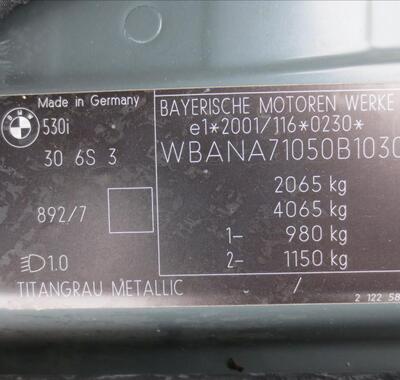 BMW
Made in Germany
530i
30 6S 3
892/7
1.0
TITANGRAU METALLIC
BAYERISCHE MOTOREN WERKE
e1*2001/116*0230*
WBANA71050B1030
2065 kg
4065 kg
1- 980 kg
2- 1150 kg
/
2 122 58